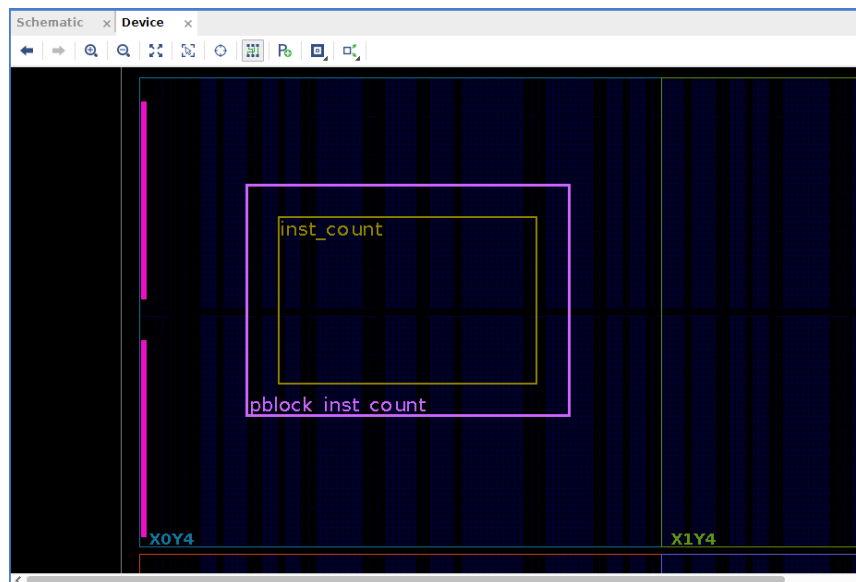 Schematic × Device ×
inst_count
pblock_inst_count
X0Y4 X1Y4